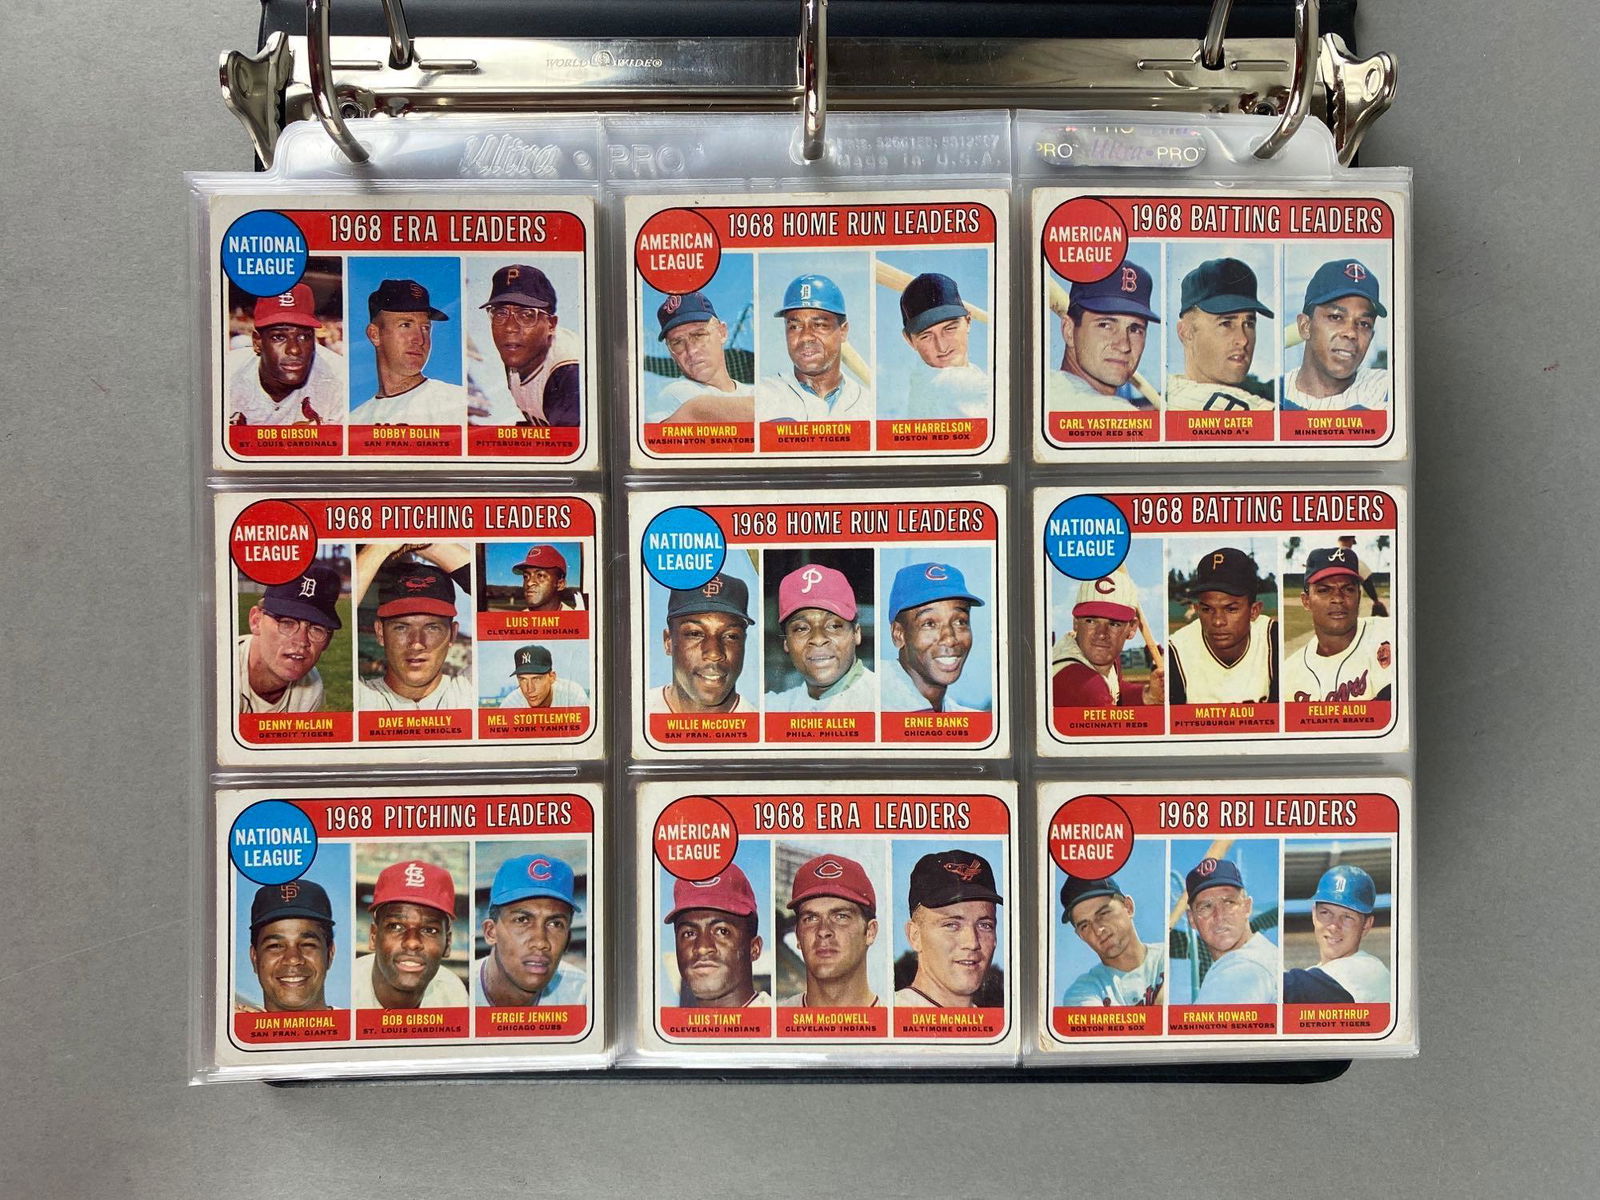 WORLD WIDE®
Ultra • PRO™
Made in U.S.A.
PRO™ Ultra • PRO™
NATIONAL
LEAGUE
1968 ERA LEADERS
BOB GIBSON
ST. LOUIS CARDINALS
BOBBY BOLIN
SAN FRAN. GIANTS
BOB VEALE
PITTSBURGH PIRATES
AMERICAN
LEAGUE
1968 HOME RUN LEADERS
FRANK HOWARD
WASHINGTON SENATORS
WILLIE HORTON
DETROIT TIGERS
KEN HARRELSON
BOSTON RED SOX
AMERICAN
LEAGUE
1968 BATTING LEADERS
CARL YASTRZEMSKI
BOSTON RED SOX
DANNY CATER
OAKLAND A's
TONY OLIVA
MINNESOTA TWINS
AMERICAN
LEAGUE
1968 PITCHING LEADERS
DENNY McLAIN
DETROIT TIGERS
DAVE McNALLY
BALTIMORE ORIOLES
LUIS TIANT
CLEVELAND INDIANS
MEL STOTTLEMYRE
NEW YORK YANKEES
NATIONAL
LEAGUE
1968 HOME RUN LEADERS
WILLIE McCOVEY
SAN FRAN. GIANTS
RICHIE ALLEN
PHILA. PHILLIES
ERNIE BANKS
CHICAGO CUBS
NATIONAL
LEAGUE
1968 BATTING LEADERS
PETE ROSE
CINCINNATI REDS
MATTY ALOU
PITTSBURGH PIRATES
FELIPE ALOU
ATLANTA BRAVES
NATIONAL
LEAGUE
1968 PITCHING LEADERS
JUAN MARICHAL
SAN FRAN. GIANTS
BOB GIBSON
ST. LOUIS CARDINALS
FERGIE JENKINS
CHICAGO CUBS
AMERICAN
LEAGUE
1968 ERA LEADERS
LUIS TIANT
CLEVELAND INDIANS
SAM McDOWELL
CLEVELAND INDIANS
DAVE McNALLY
BALTIMORE ORIOLES
AMERICAN
LEAGUE
1968 RBI LEADERS
KEN HARRELSON
BOSTON RED SOX
FRANK HOWARD
WASHINGTON SENATORS
JIM NORTHRUP
DETROIT TIGERS